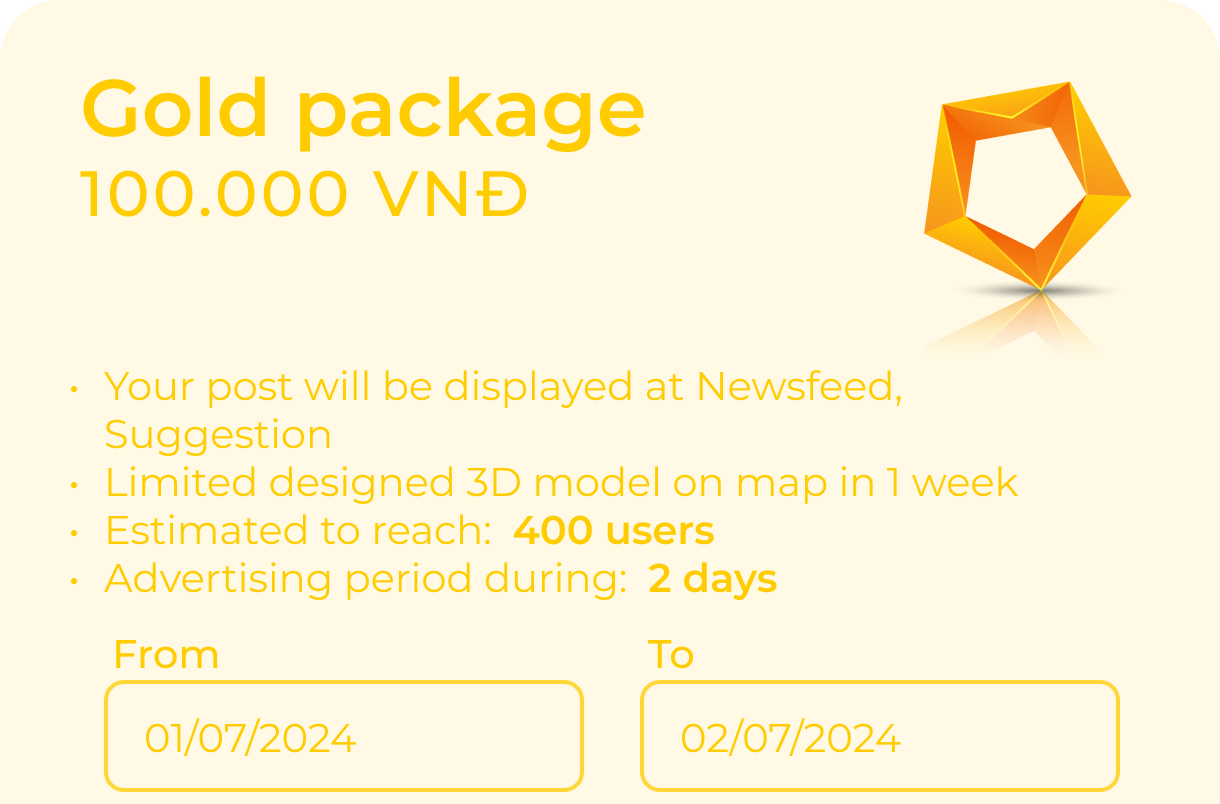 Gold package
100.000 VNĐ
• Your post will be displayed at Newsfeed,
Suggestion
• Limited designed 3D model on map in 1 week
• Estimated to reach: 400 users
• Advertising period during: 2 days
From To
01/07/2024 02/07/2024